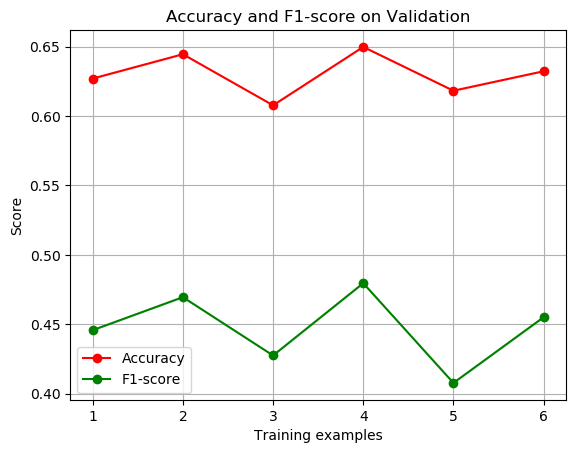 Accuracy and F1-score on Validation
Score
0.65
0.60
0.55
0.50
0.45
0.40
Accuracy
F1-score
1 2 3 4 5 6
Training examples